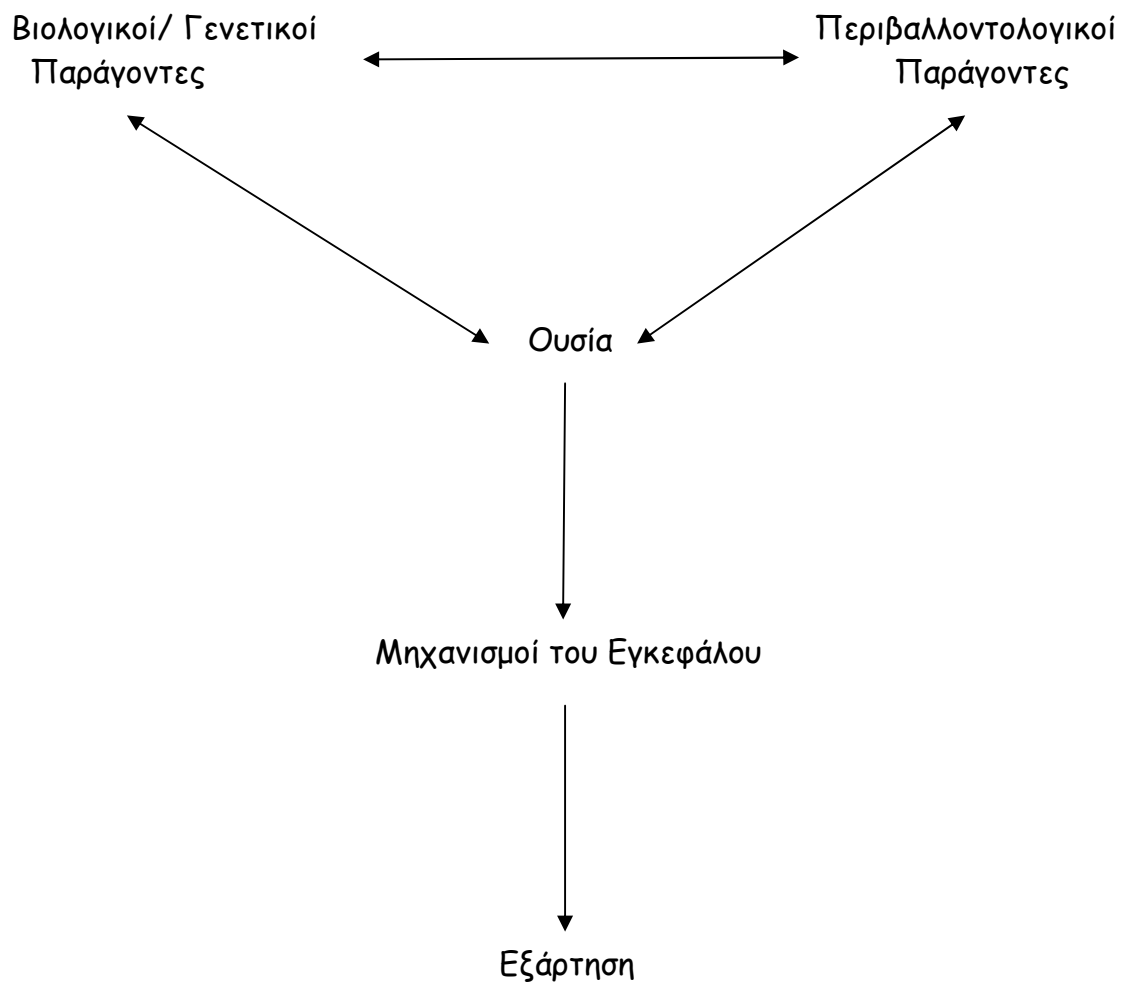 Βιολογικοί/ Γενετικοί
Παράγοντες
Περιβαλλοντολογικοί
Παράγοντες
Ουσία
Μηχανισμοί του Εγκεφάλου
Εξάρτηση